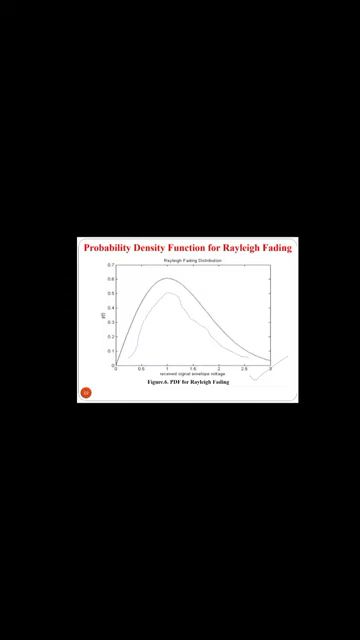 Probability Density Function for Rayleigh Fading
Rayleigh Fading Distribution
0.7
0.6
0.5
0.4
0.3
0.2
0.1
0
0 0.5 1 1.5 2 2.5 3
received signal envelope voltage
Figure.6. PDF for Rayleigh Fading